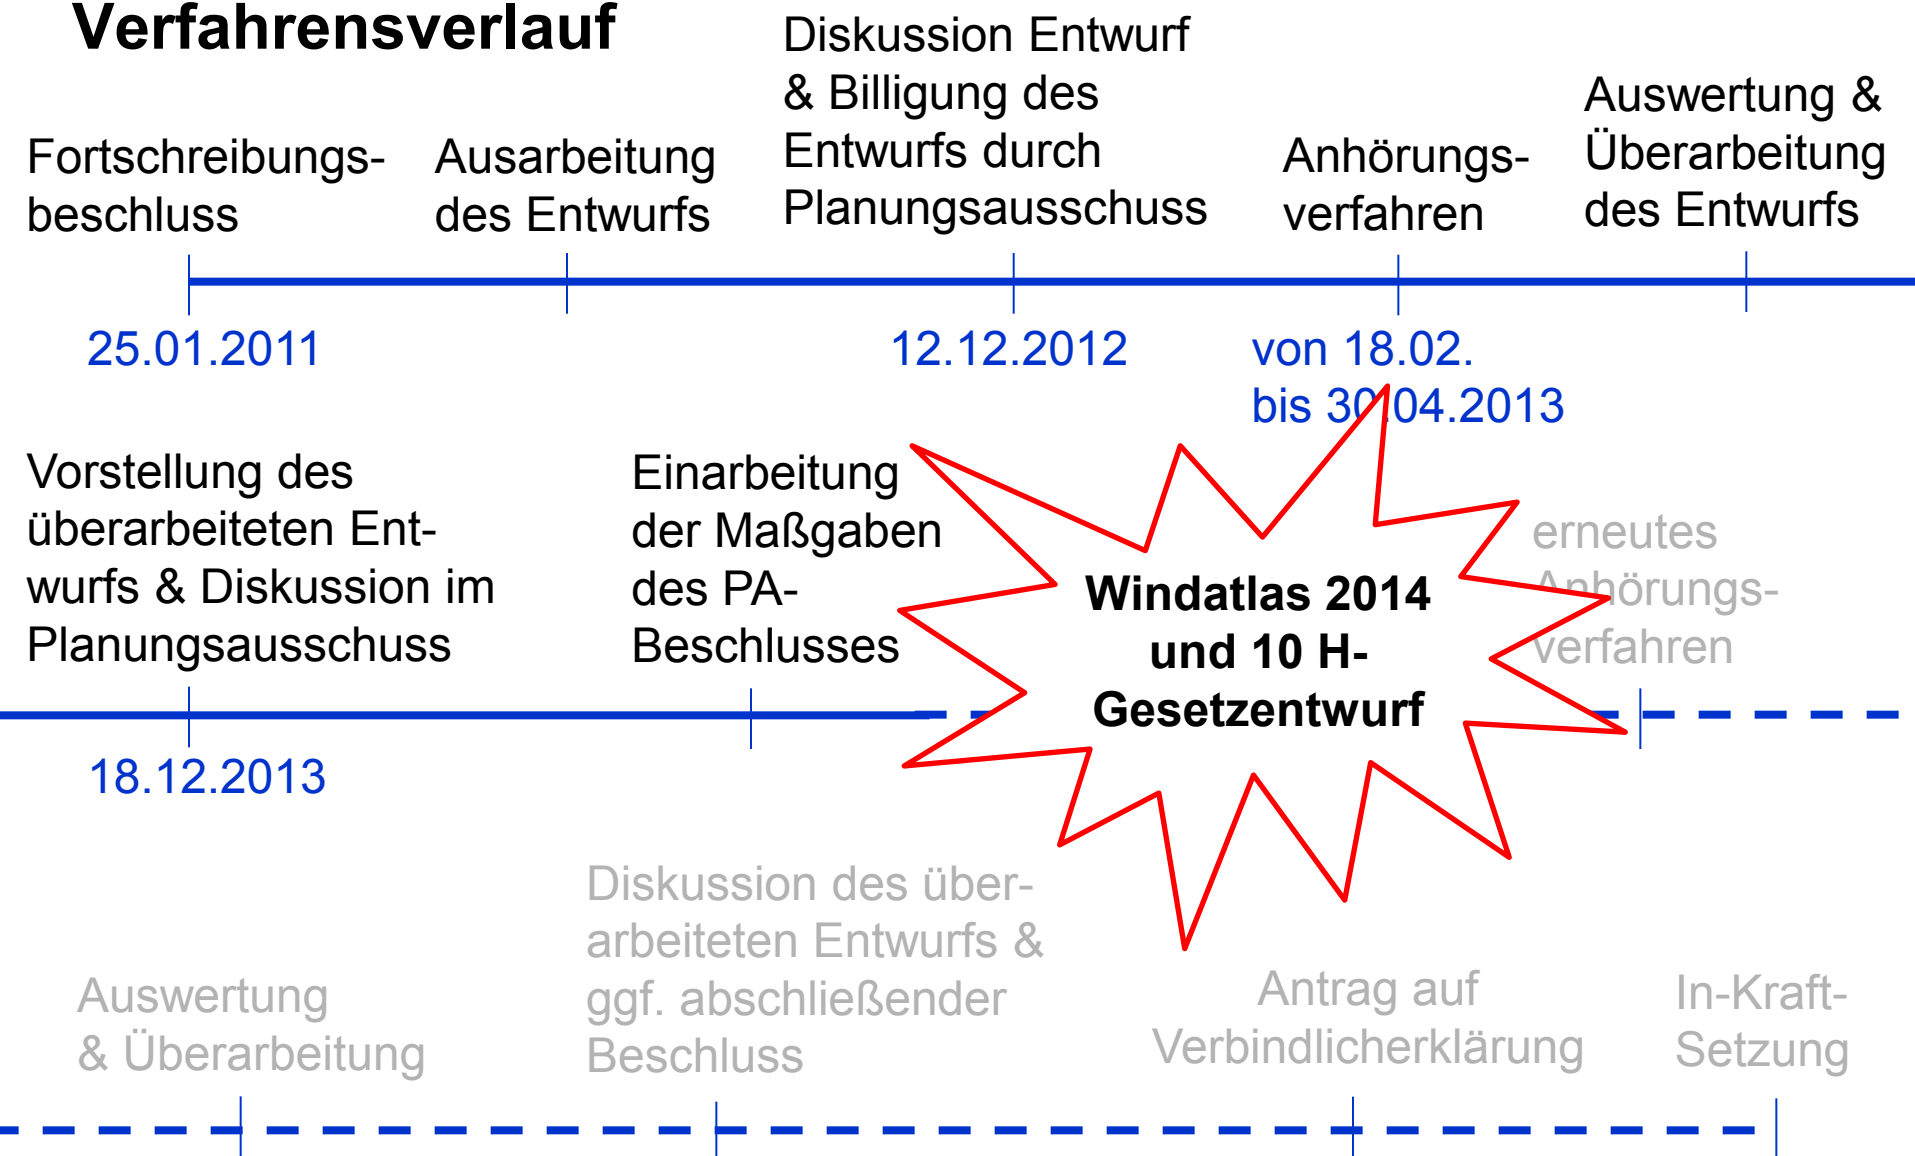 Verfahrensverlauf
Fortschreibungs-
beschluss
Ausarbeitung
des Entwurfs
Diskussion Entwurf
& Billigung des
Entwurfs durch
Planungsausschuss
Anhörungs-
verfahren
Auswertung &
Überarbeitung
des Entwurfs
25.01.2011
12.12.2012
von 18.02.
bis 30.04.2013
Vorstellung des
überarbeiteten Ent-
wurfs & Diskussion im
Planungsausschuss
Einarbeitung
der Maßgaben
des PA-
Beschlusses
Windatlas 2014
und 10 H-
Gesetzentwurf
erneutes
Anhörungs-
verfahren
18.12.2013
Auswertung
& Überarbeitung
Diskussion des über-
arbeiteten Entwurfs &
ggf. abschließender
Beschluss
Antrag auf
Verbindlicherklärung
In-Kraft-
Setzung